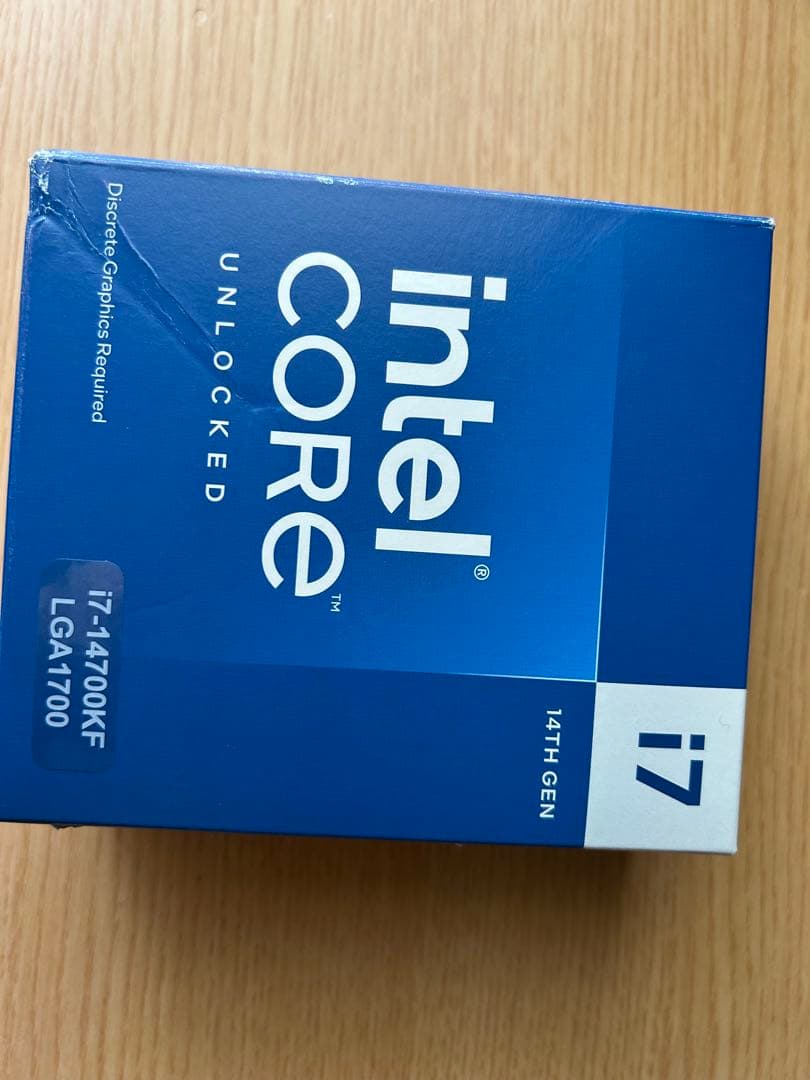 i7
14TH GEN
intel®
CORE™
UNLOCKED
Discrete Graphics Required
i7-14700KF
LGA1700